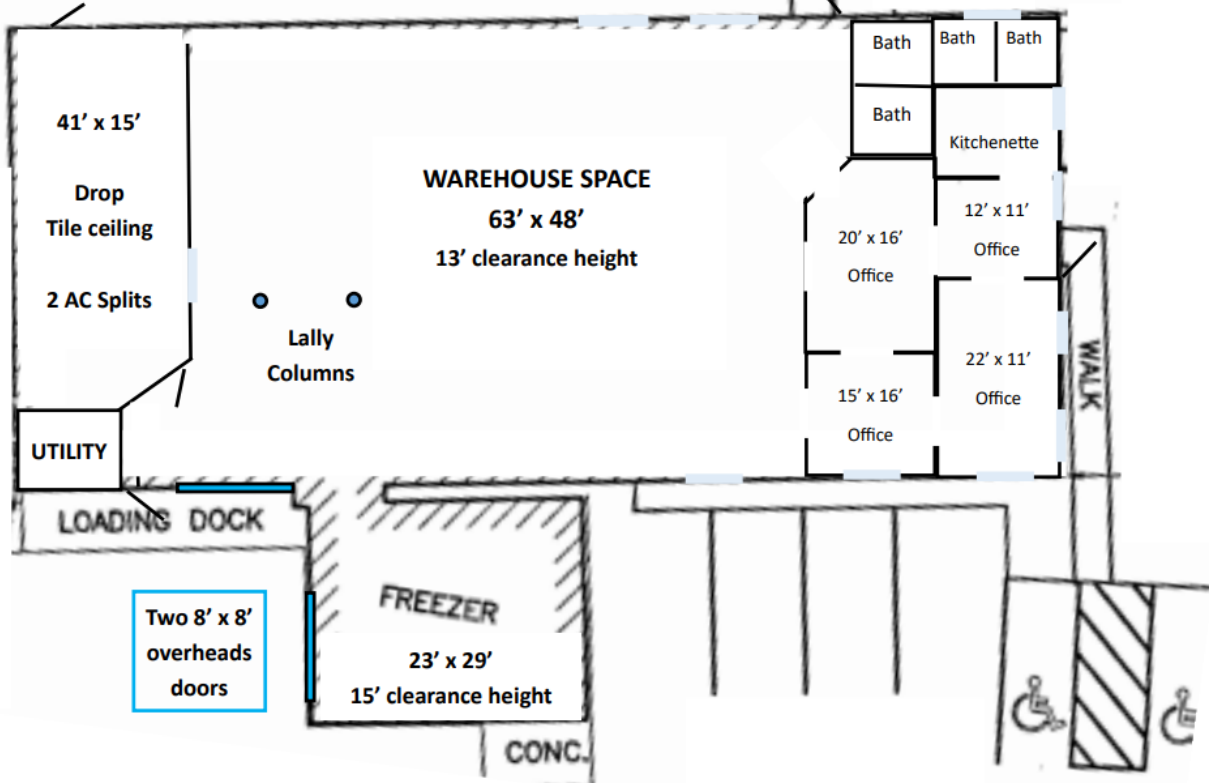 Bath
Bath
Bath
41’ x 15’
Drop
Tile ceiling
2 AC Splits
Bath
Kitchenette
WAREHOUSE SPACE
63’ x 48’
13’ clearance height
12’ x 11’
Office
20’ x 16’
Office
Lally
Columns
22’ x 11’
Office
15’ x 16’
Office
WALK
UTILITY
LOADING DOCK
FREEZER
23’ x 29’
15’ clearance height
Two 8’ x 8’
overheads
doors
CONC.